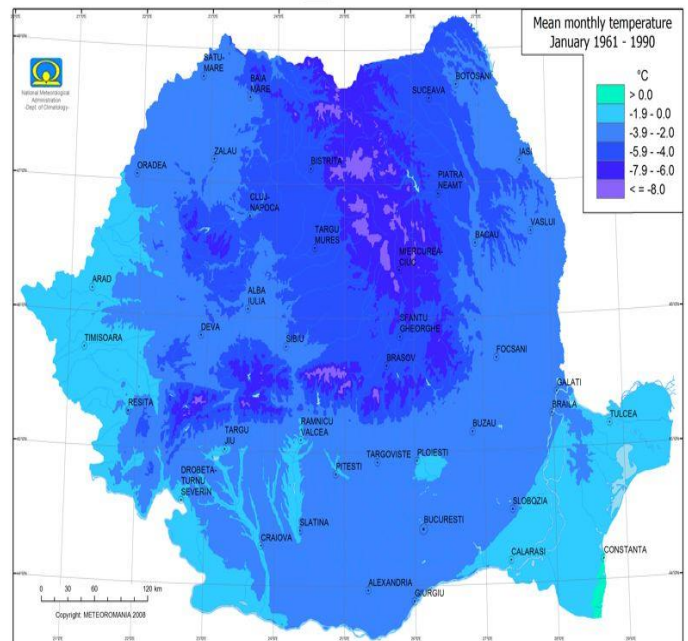 Mean monthly temperature
January 1961 - 1990
°C
> 0.0
-1.9 - 0.0
-3.9 - -2.0
-5.9 - -4.0
-7.9 - -6.0
< = -8.0
National Meteorological
Administration
SATU-
MARE
BAIA
MARE
SUCEAVA
BOTOSANI
ORADEA
ZALAU
BISTRITA
IASI
PIATRA
NEAMT
CLUJ-
NAPOCA
TARGU
MURES
VASLUI
BACAU
MIERCUREA-
CIUC
ARAD
ALBA
IULIA
TIMISOARA
DEVA
SIBIU
SFANTU
GHEORGHE
BRASOV
FOCSANI
GALATI
BRAILA
RESITA
TULCEA
TARGU
JIU
RAMNICU
VALCEA
BUZAU
PITESTI
TARGOVISTE
PLOIESTI
DROBETA-
TURNU
SEVERIN
SLOBOZIA
SLATINA
BUCURESTI
CRAIOVA
CALARASI
CONSTANTA
ALEXANDRIA
GIURGIU
0 30 60 120 km
Copyright: METEOROMANIA 2008